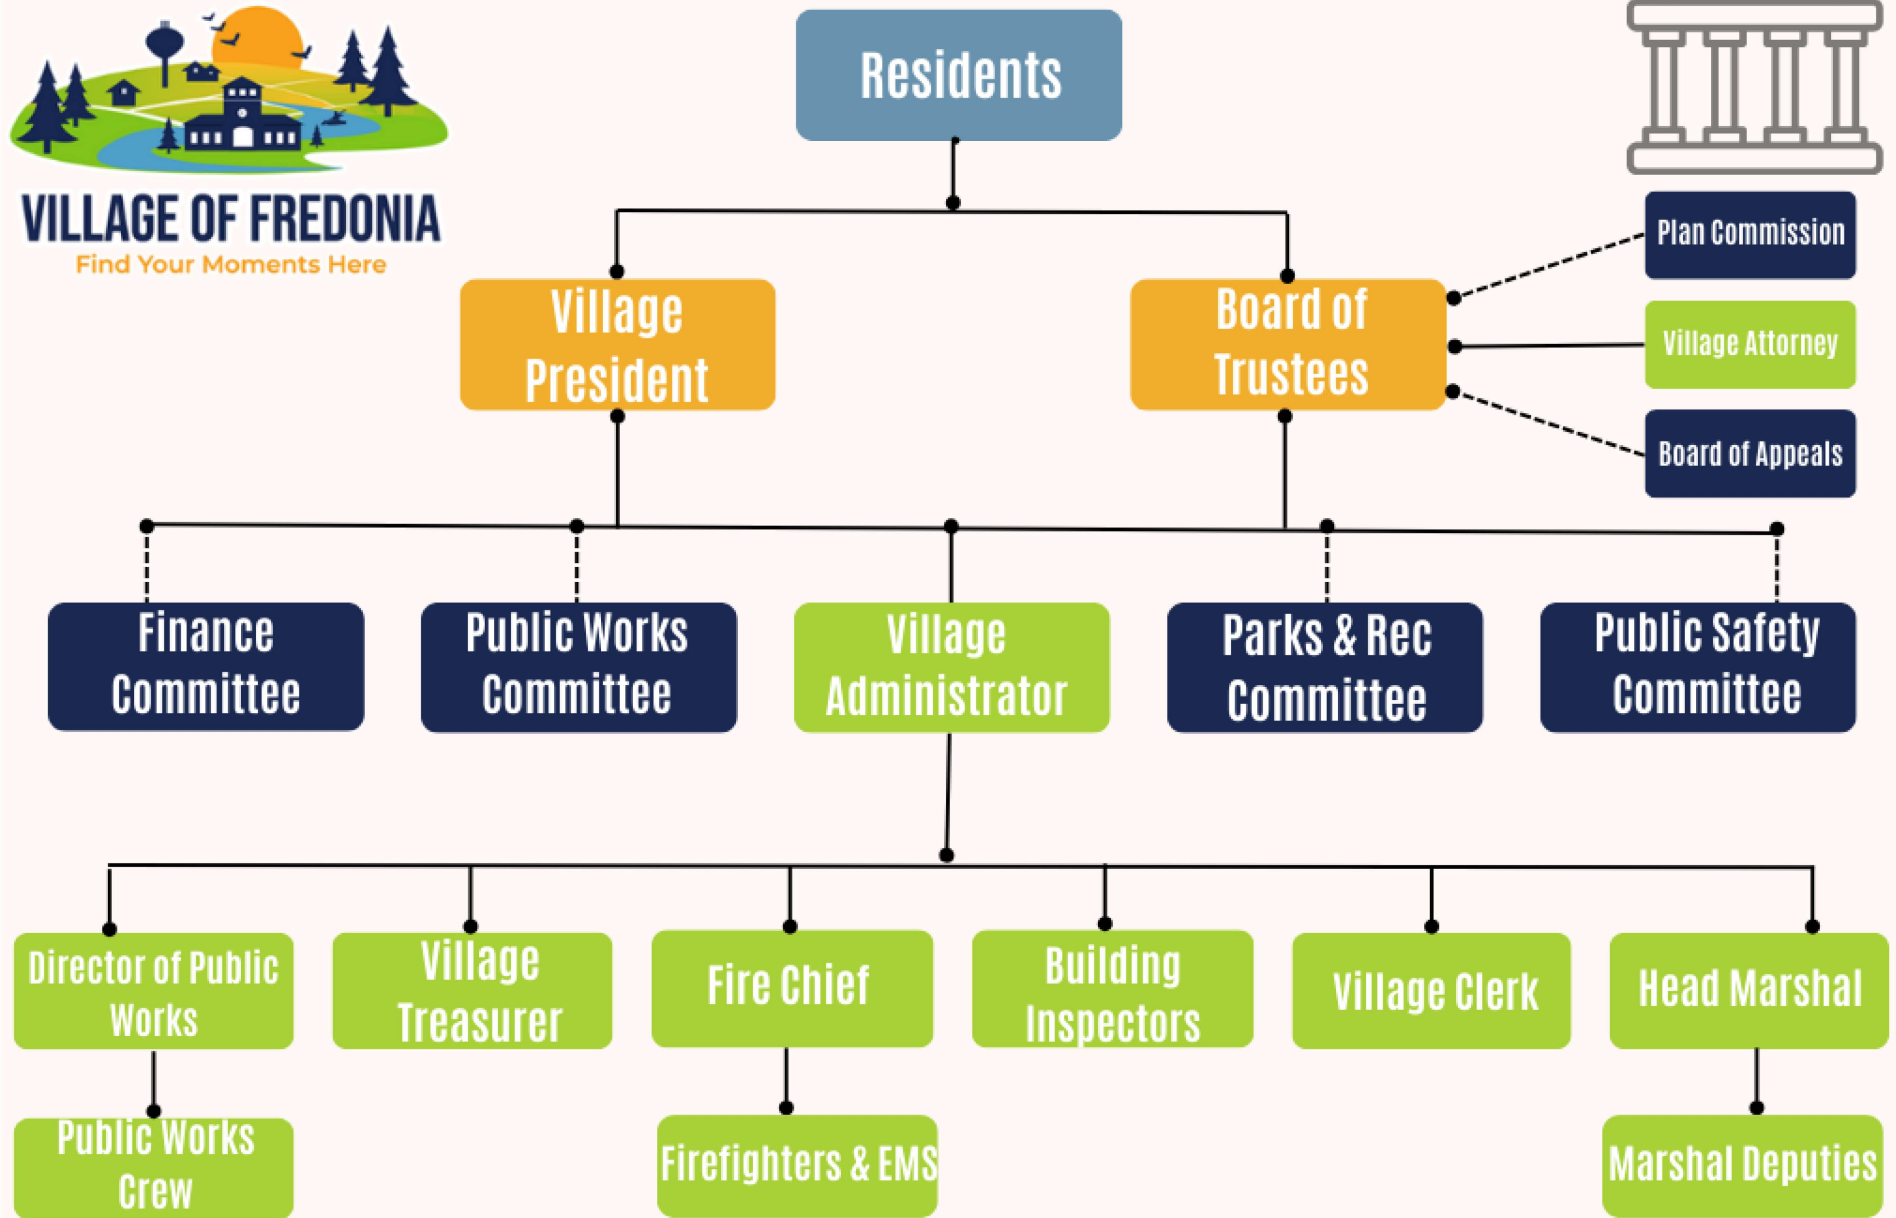 Residents
VILLAGE OF FREDONIA
Find Your Moments Here
Plan Commission
Village
President
Board of
Trustees
Village Attorney
Board of Appeals
Finance
Committee
Public Works
Committee
Village
Administrator
Parks & Rec
Committee
Public Safety
Committee
Director of Public
Works
Village
Treasurer
Fire Chief
Building
Inspectors
Village Clerk
Head Marshal
Public Works
Crew
Firefighters & EMS
Marshal Deputies